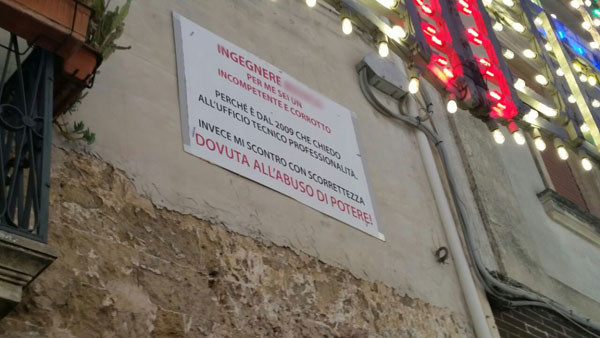 INGEGNERE
PER ME SEI UN
INCOMPETENTE E CORROTTO
PERCHÉ È DAL 2009 CHE CHIEDO
ALL'UFFICIO TECNICO PROFESSIONALITÀ.
INVECE MI SCONTRO CON SCORRETTEZZA
DOVUTA ALL'ABUSO DI POTERE!